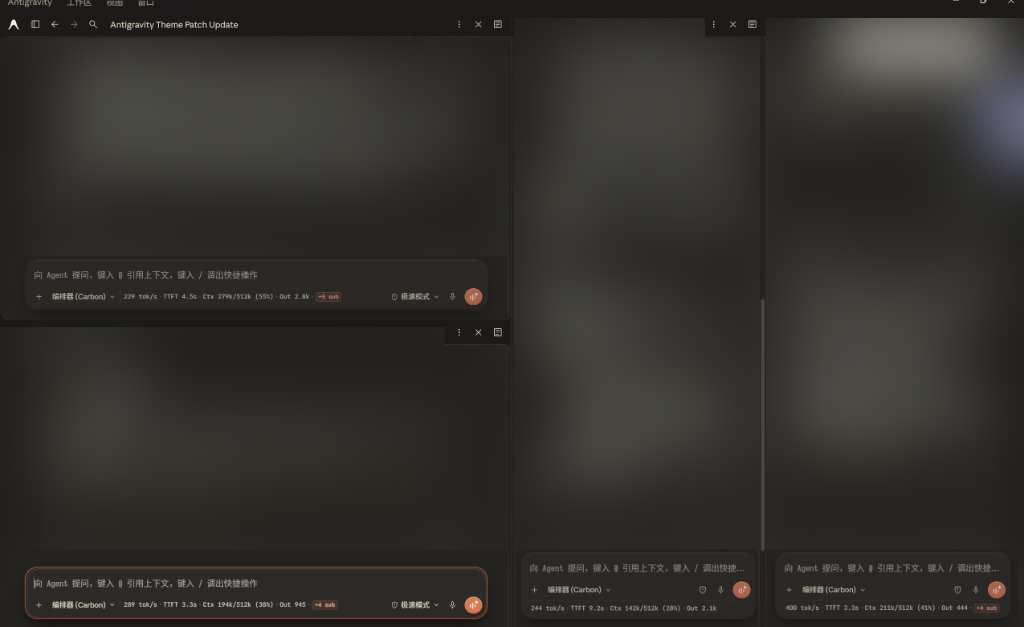 Antigravity 工作区 视图 窗口
Antigravity Theme Patch Update
向 Agent 提问，键入 @ 引用上下文，键入 / 调出快捷操作
编排器 (Carbon) 229 tok/s · TTFT 4.5s · Ctx 279k/512k (55%) · Out 2.8k · +5 sub 极速模式
向 Agent 提问，键入 @ 引用上下文，键入 / 调出快捷操作
编排器 (Carbon) 289 tok/s · TTFT 3.3s · Ctx 194k/512k (38%) · Out 945 · +4 sub 极速模式
向 Agent 提问，键入 @ 引用上下文，键入 / 调出快捷...
编排器 (Carbon)
244 tok/s · TTFT 9.2s · Ctx 142k/512k (28%) · Out 2.1k
向 Agent 提问，键入 @ 引用上下文，键入 / 调出快捷...
编排器 (Carbon)
400 tok/s · TTFT 3.3s · Ctx 211k/512k (41%) · Out 444 · +4 sub